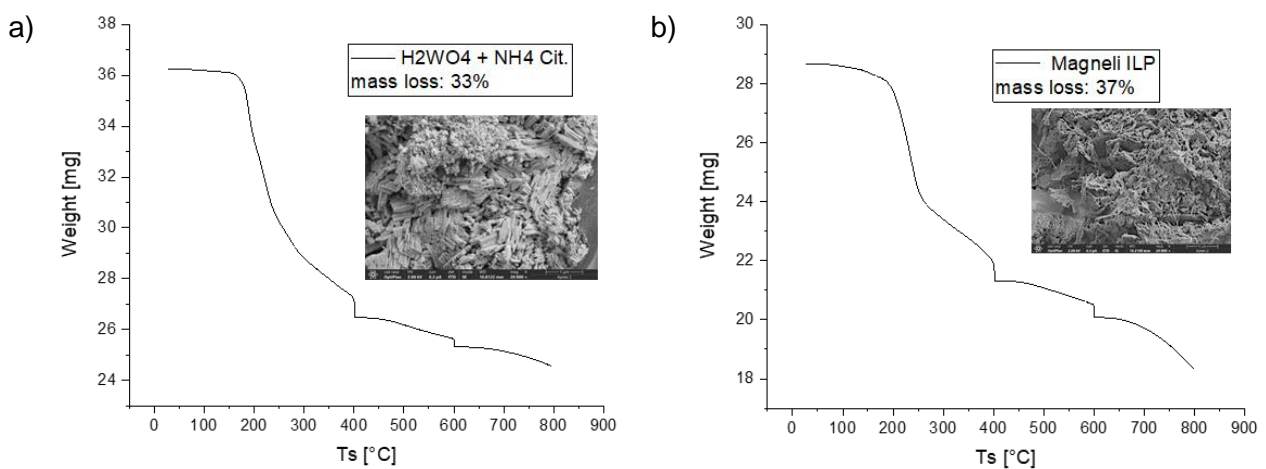 a)
38
36
34
32
30
28
26
24
Weight [mg]
H2WO4 + NH4 Cit.
mass loss: 33%
0 100 200 300 400 500 600 700 800 900
Ts [°C]
b)
30
28
26
24
22
20
18
Weight [mg]
Magneli ILP
mass loss: 37%
0 100 200 300 400 500 600 700 800 900
Ts [°C]